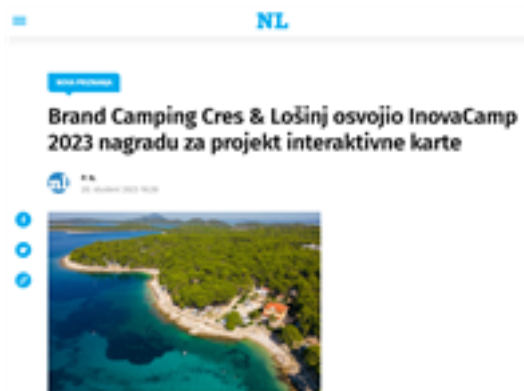 NL
NOVA PRIZNANJA
Brand Camping Cres & Lošinj osvojio InovaCamp
2023 nagradu za projekt interaktivne karte